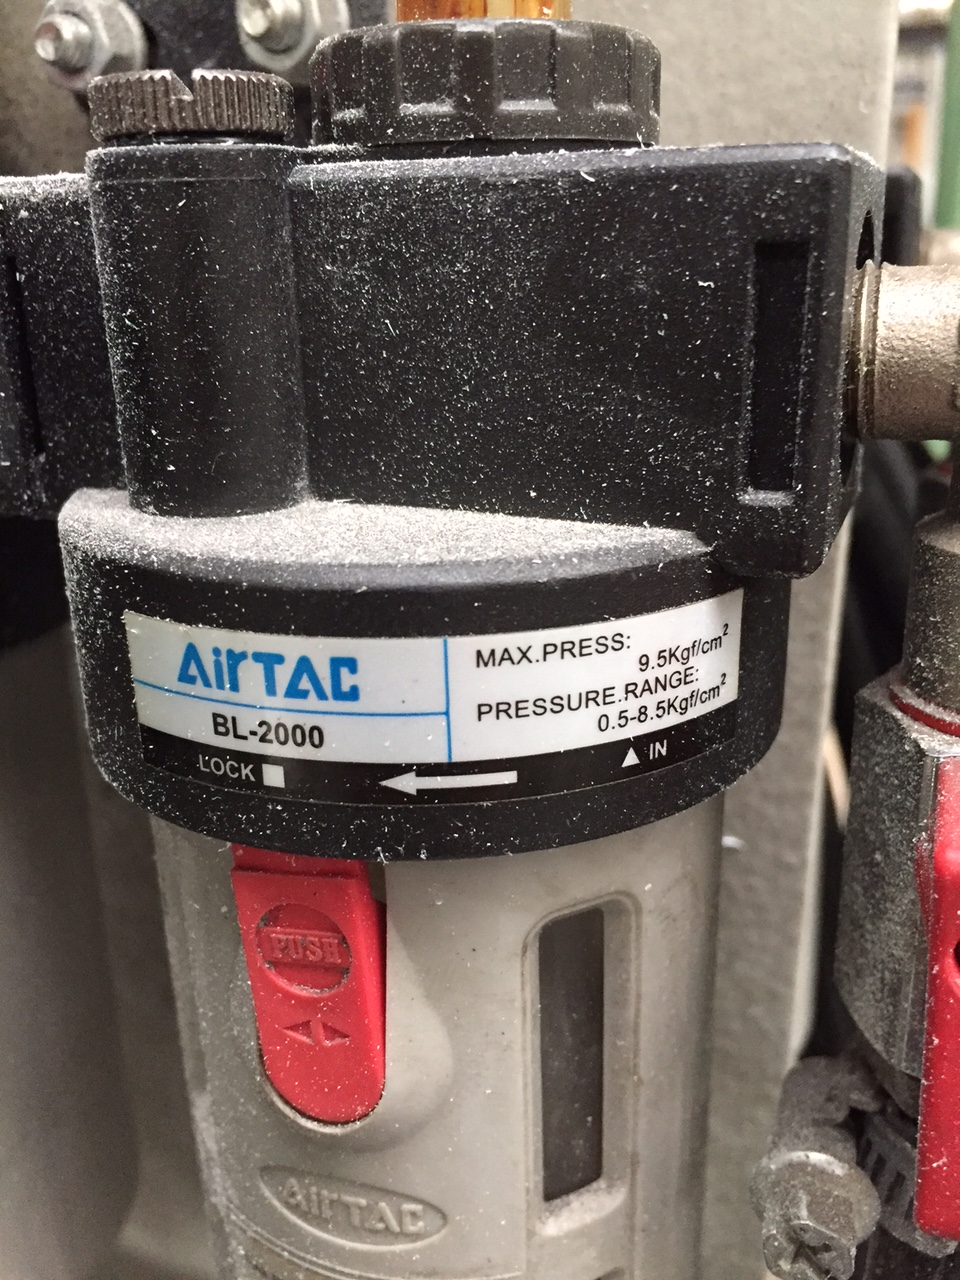 AirTAC
BL-2000
MAX.PRESS:
9.5Kgf/cm²
PRESSURE.RANGE:
0.5-8.5Kgf/cm²
LOCK
IN
PUSH
AirTAC